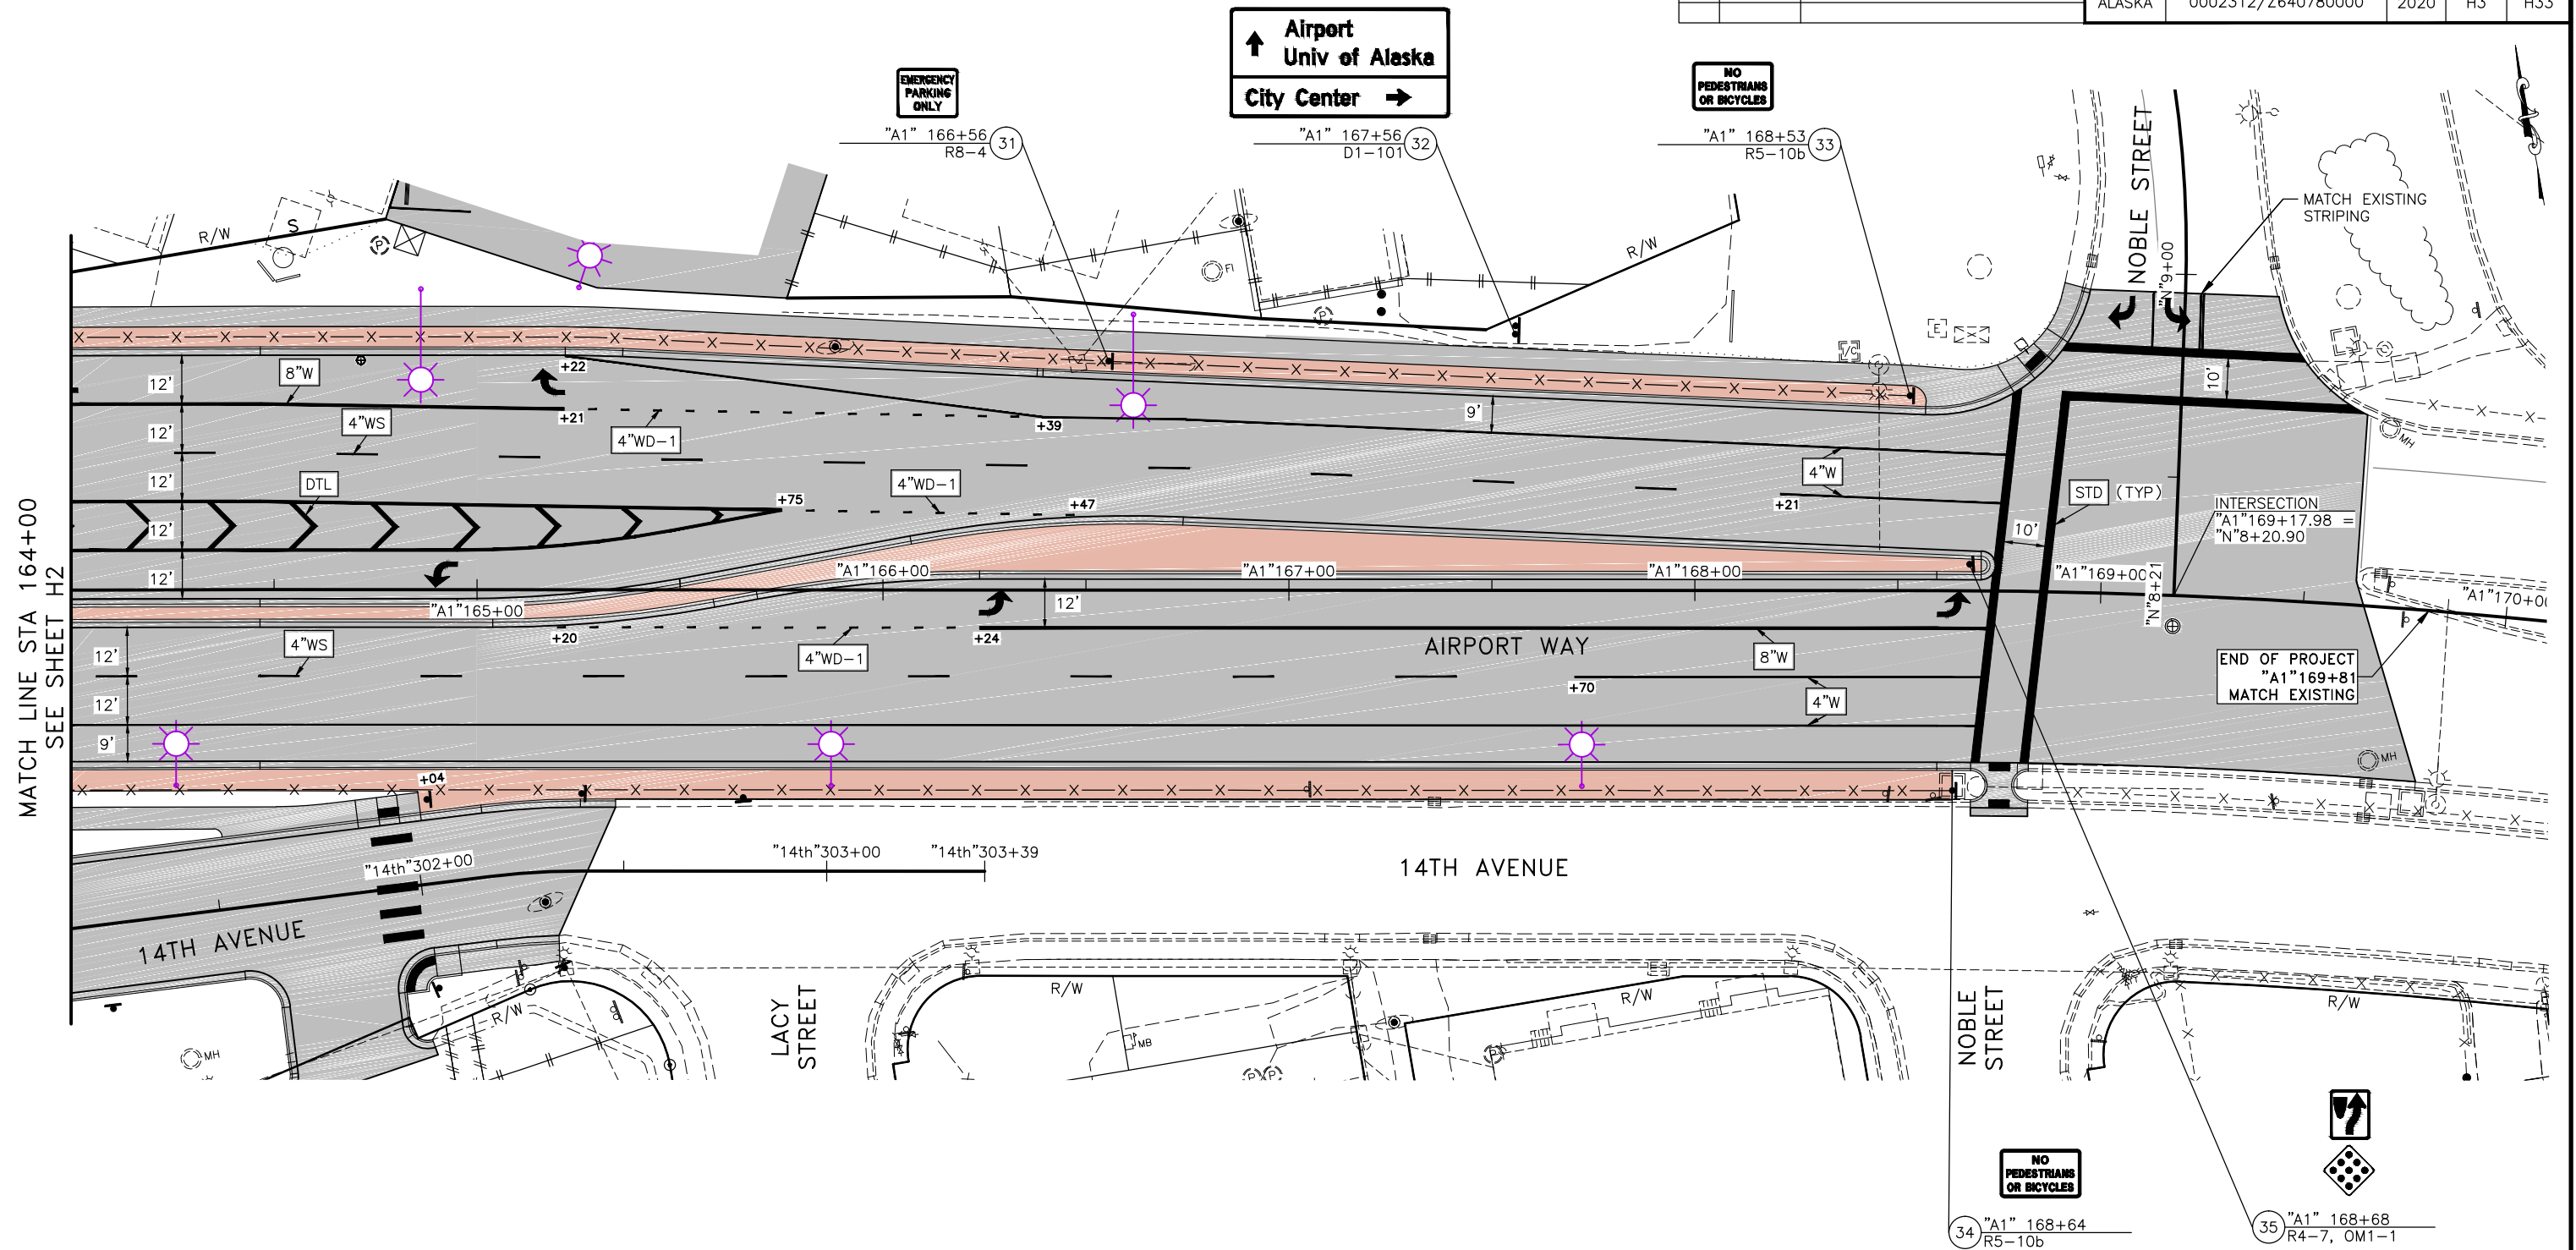 ALASKA 0002312/Z640780000 2020 H3 H33
Airport
Univ of Alaska
City Center
EMERGENCY
PARKING
ONLY
NO
PEDESTRIANS
OR BICYCLES
"A1" 166+56
R8-4
31
"A1" 167+56
D1-101
32
"A1" 168+53
R5-10b
33
NOBLE STREET
"N"9+00
MATCH EXISTING
STRIPING
R/W
S
P
R/W
FI
P
E
12'
8"W
+22
+21
4"WD-1
+39
9'
10'
MH
12'
4"WS
12'
DTL
+75
4"WD-1
+47
4"W
+21
STD (TYP)
INTERSECTION
"A1"169+17.98 =
"N"8+20.90
12'
10'
12'
"A1"165+00
"A1"166+00
"A1"167+00
"A1"168+00
"A1"169+00
"A1"170+00
"N"8+21
MATCH LINE STA 164+00
SEE SHEET H2
12'
+20
+24
4"WS
4"WD-1
AIRPORT WAY
8"W
12'
12'
+70
4"W
END OF PROJECT
"A1"169+81
MATCH EXISTING
9'
MH
+04
"14th"302+00
"14th"303+00
"14th"303+39
14TH AVENUE
14TH AVENUE
LACY
STREET
R/W
R/W
R/W
R/W
NOBLE
STREET
MH
MB
P
P
P
NO
PEDESTRIANS
OR BICYCLES
34
"A1" 168+64
R5-10b
35
"A1" 168+68
R4-7, OM1-1